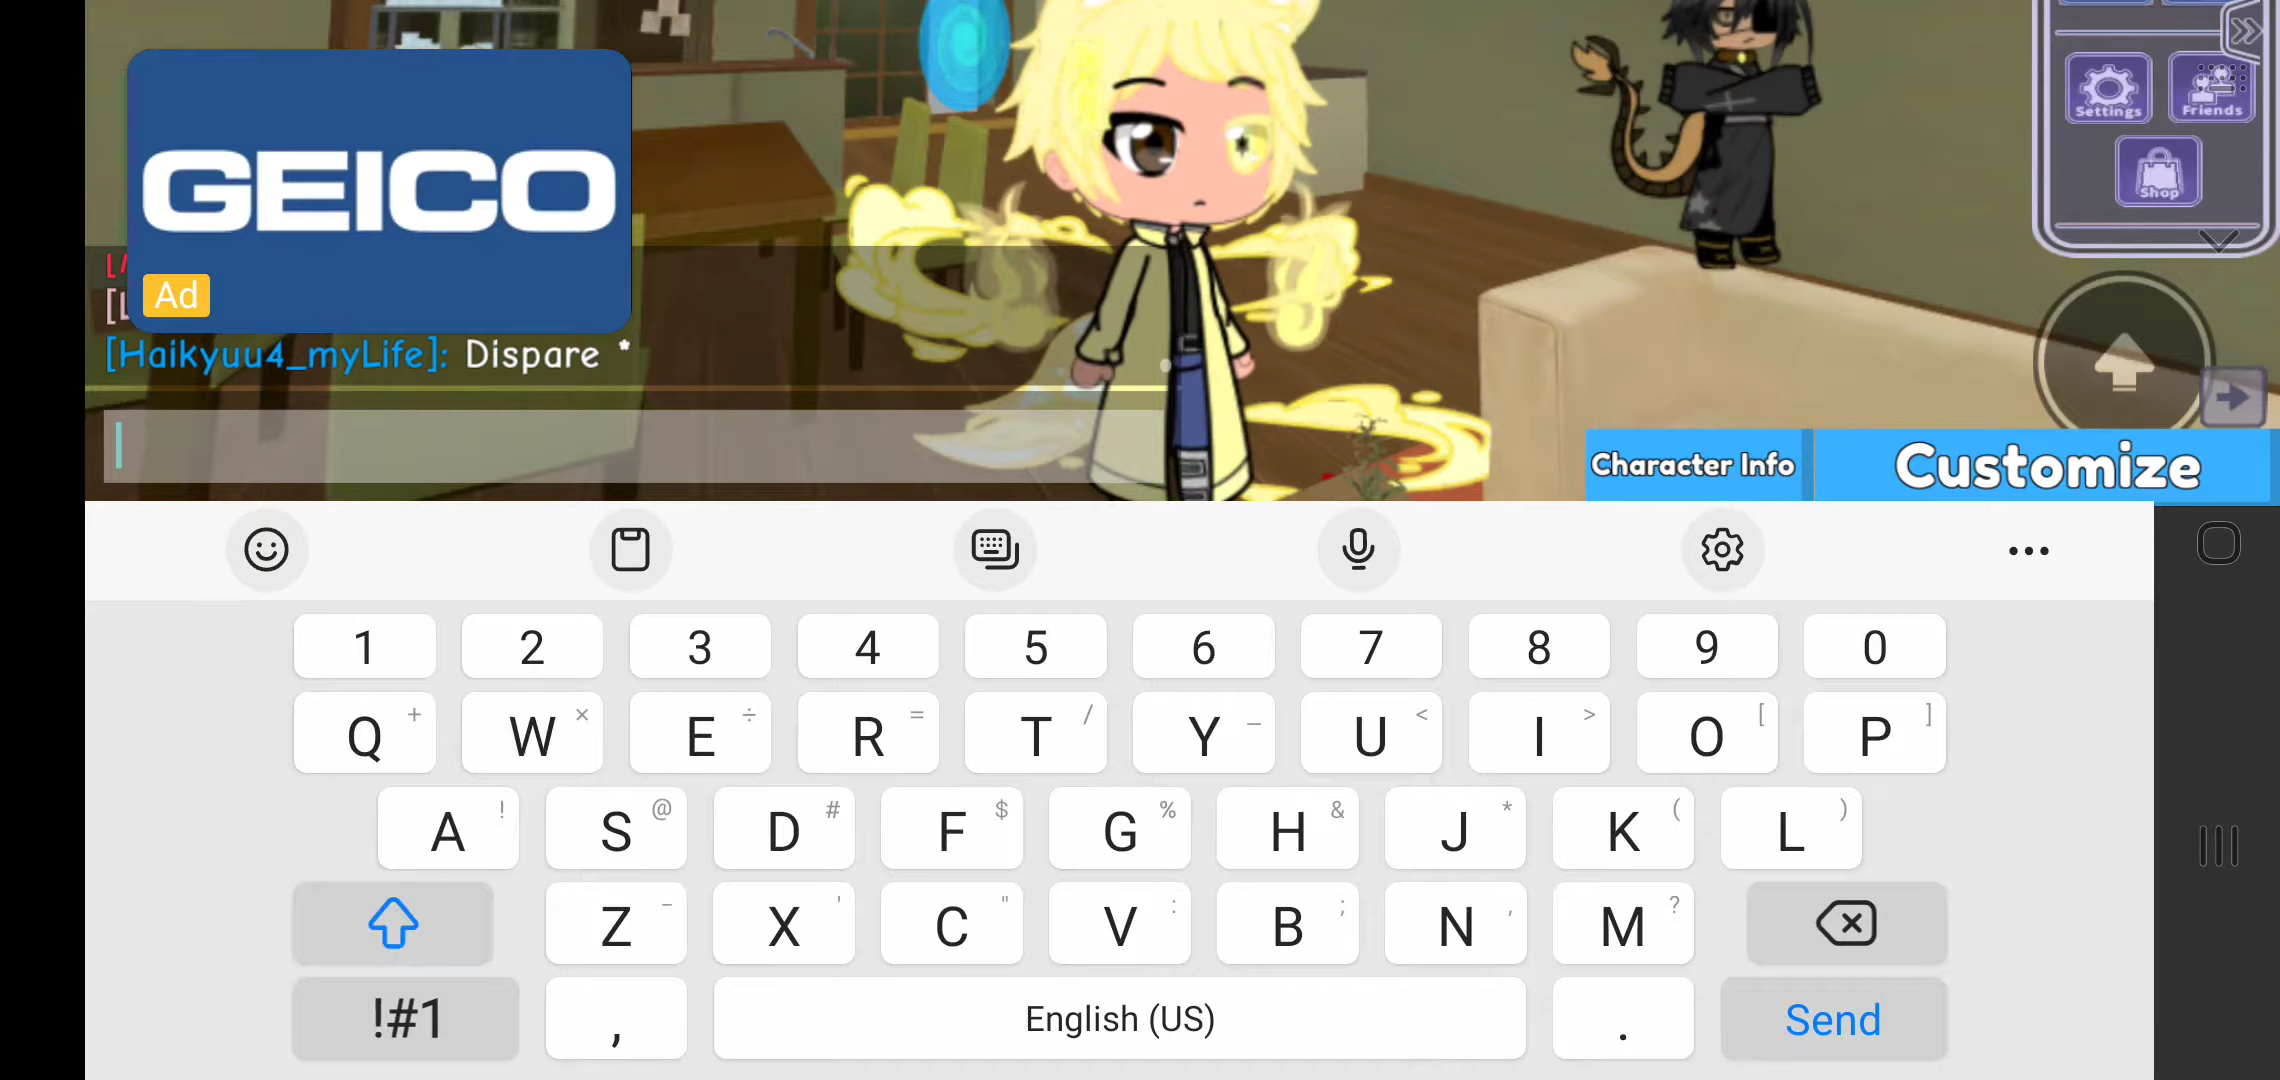 GEICO
Ad
[Haikyuu4_myLife]: Dispare *
Settings
Friends
Shop
Character Info
Customize
1 2 3 4 5 6 7 8 9 0
Q + W × E ÷ R = T / Y _ U < I > O [ P ]
A ! S @ D # F $ G % H & J * K ( L )
Z - X ' C " V : B ; N , M ?
!#1 , English (US) . Send